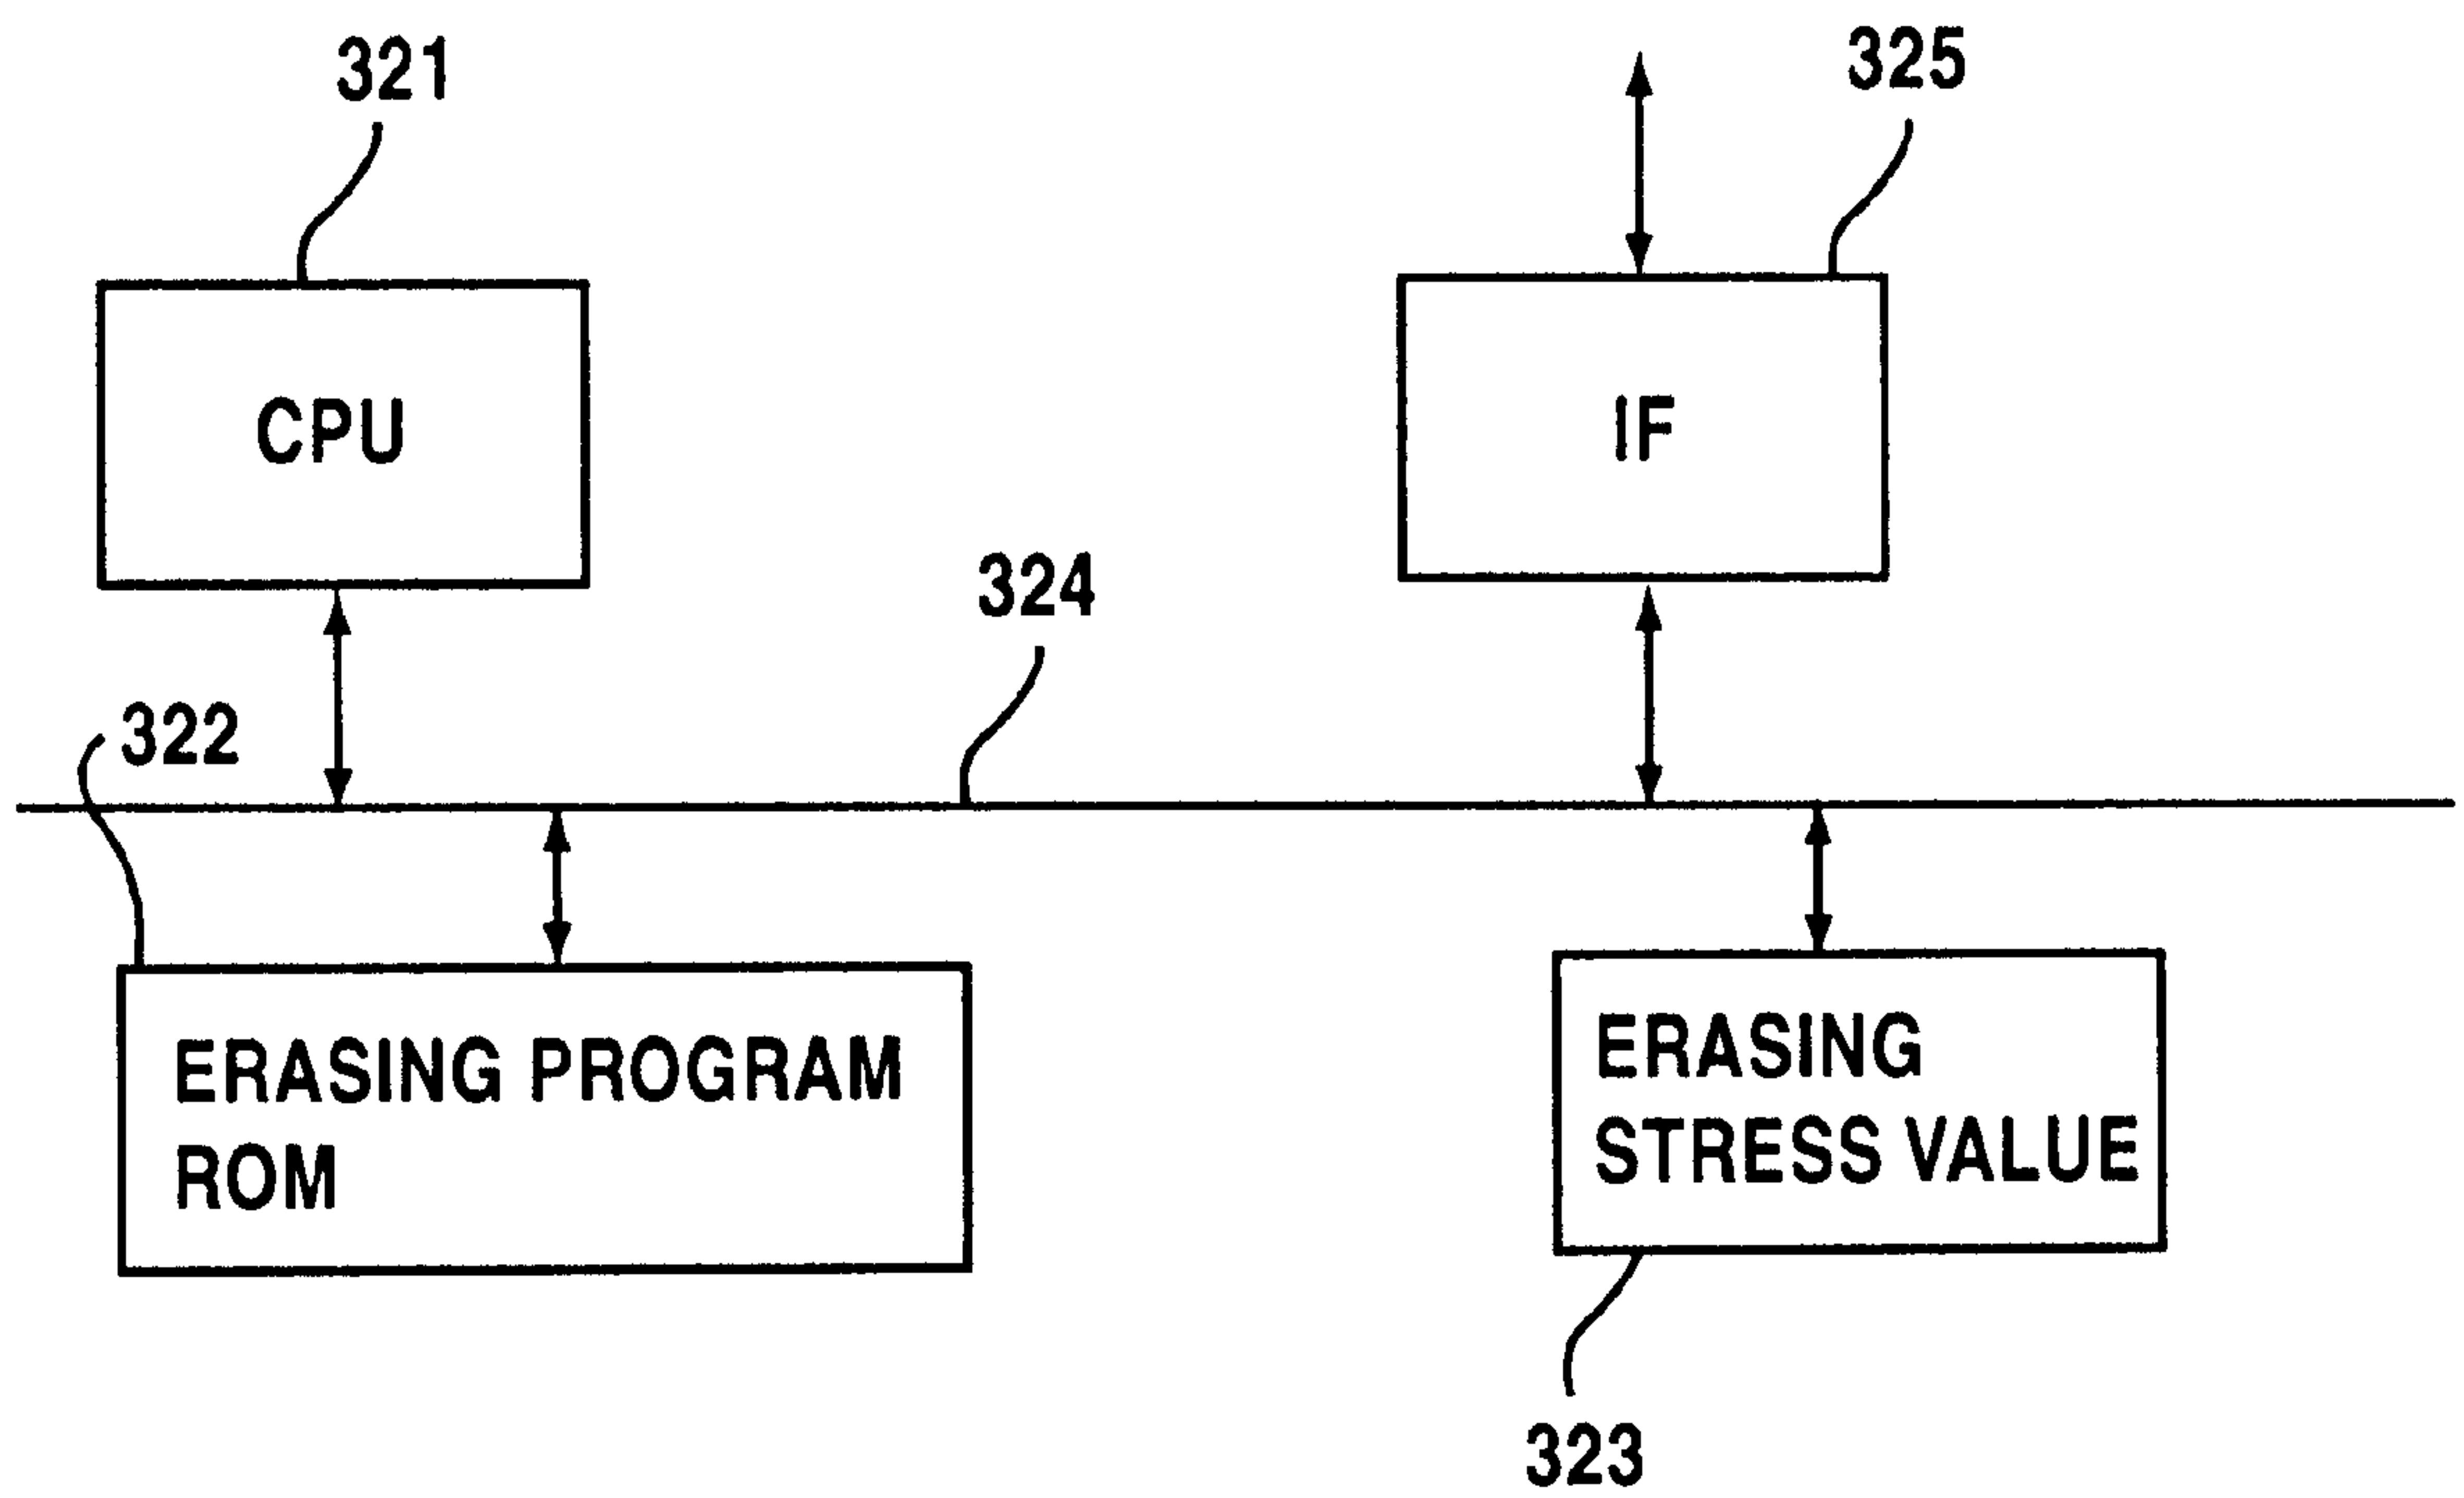 321
325
CPU
IF
324
322
ERASING PROGRAM
ROM
ERASING
STRESS VALUE
323